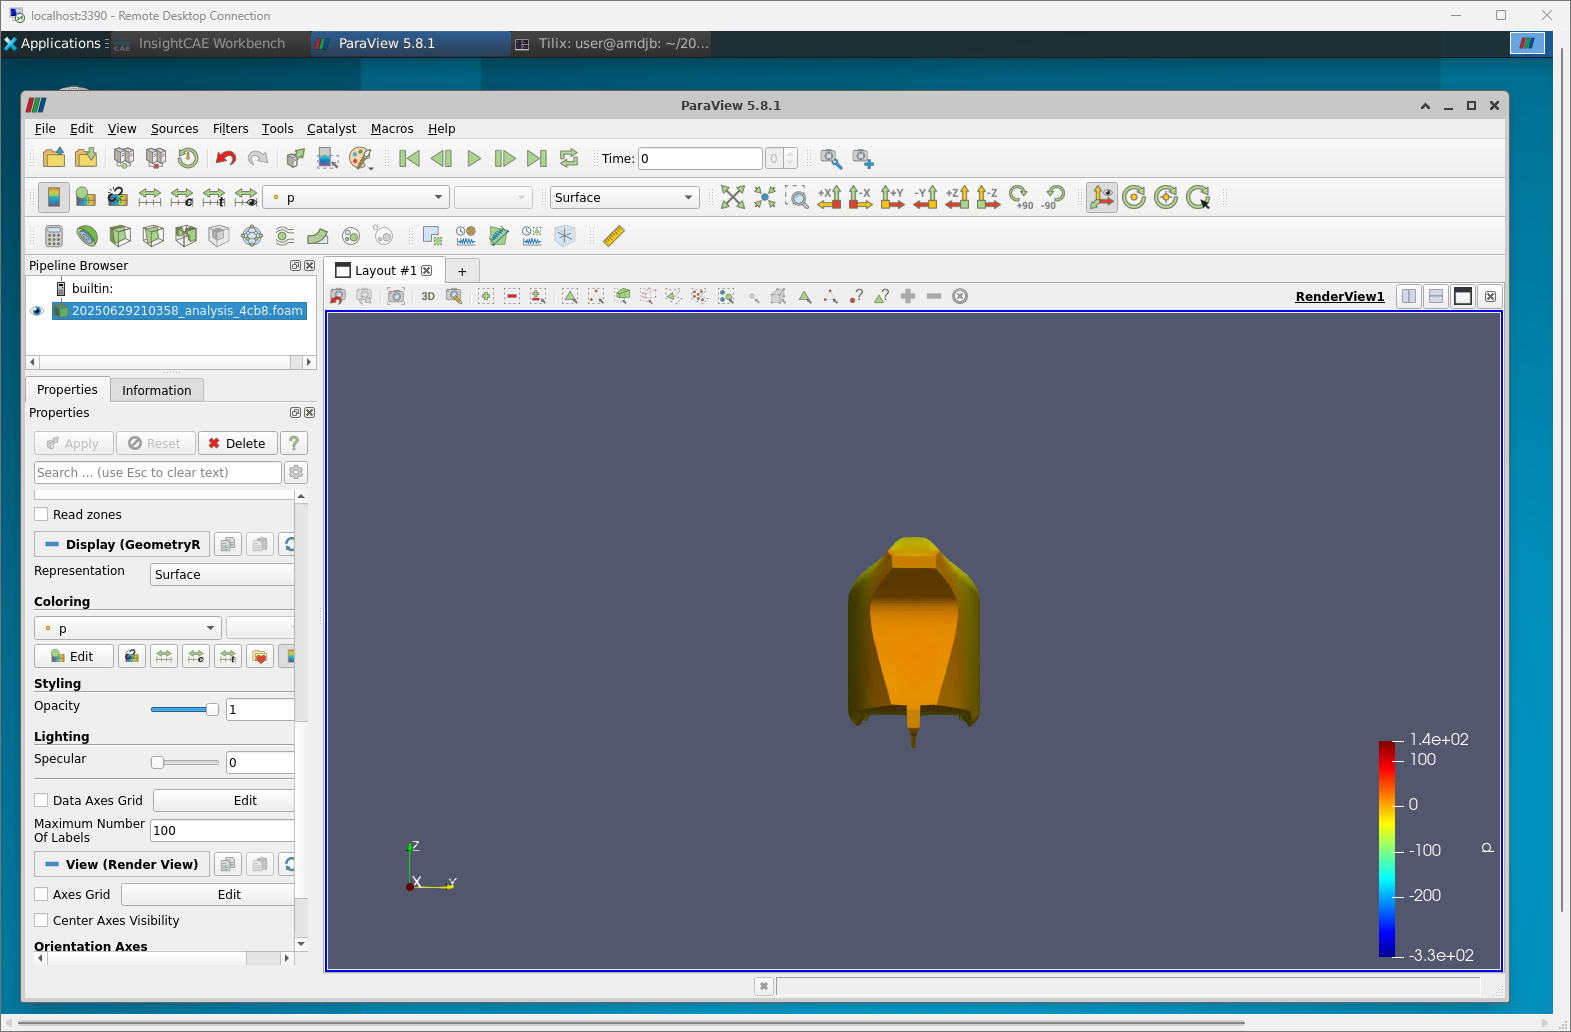 localhost:3390 - Remote Desktop Connection
Applications
InsightCAE Workbench
ParaView 5.8.1
Tilix: user@amdjb: ~/20...
ParaView 5.8.1
File Edit View Sources Filters Tools Catalyst Macros Help
Time: 0 0
p Surface +X -X +Y -Y +Z -Z +90 -90
Pipeline Browser
Layout #1 +
builtin:
3D RenderView1
20250629210358_analysis_4cb8.foam
Properties Information
Properties
Apply Reset Delete ?
Search ... (use Esc to clear text)
Read zones
Display (GeometryR
Representation Surface
Coloring
p
Edit
Styling
Opacity 1
Lighting
Specular 0
Data Axes Grid Edit
Maximum Number
Of Labels 100
View (Render View)
Axes Grid Edit
Center Axes Visibility
Orientation Axes
Z
X Y
1.4e+02
100
0
-100
-200
-3.3e+02
p